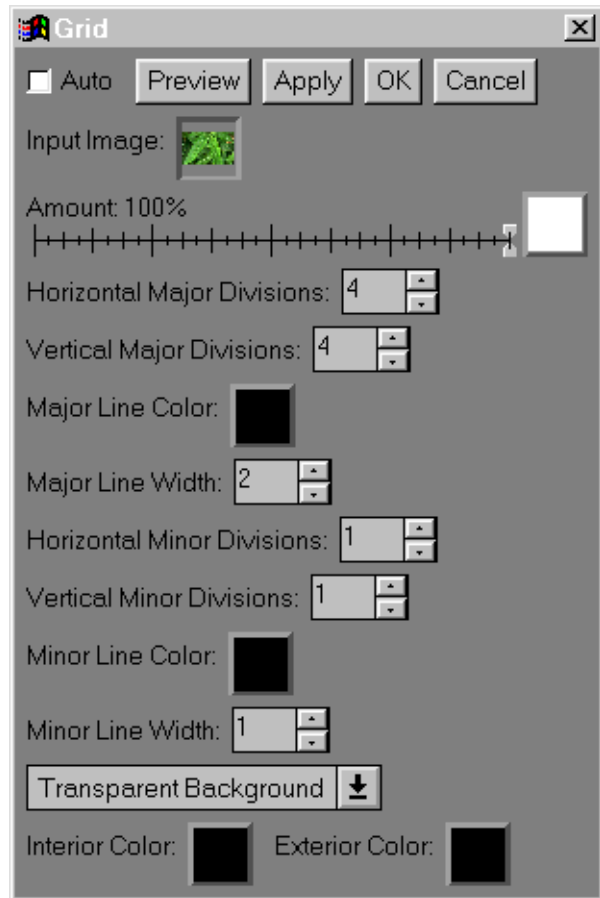 Grid
Auto Preview Apply OK Cancel
Input Image:
Amount: 100%
Horizontal Major Divisions: 4
Vertical Major Divisions: 4
Major Line Color:
Major Line Width: 2
Horizontal Minor Divisions: 1
Vertical Minor Divisions: 1
Minor Line Color:
Minor Line Width: 1
Transparent Background
Interior Color: Exterior Color: